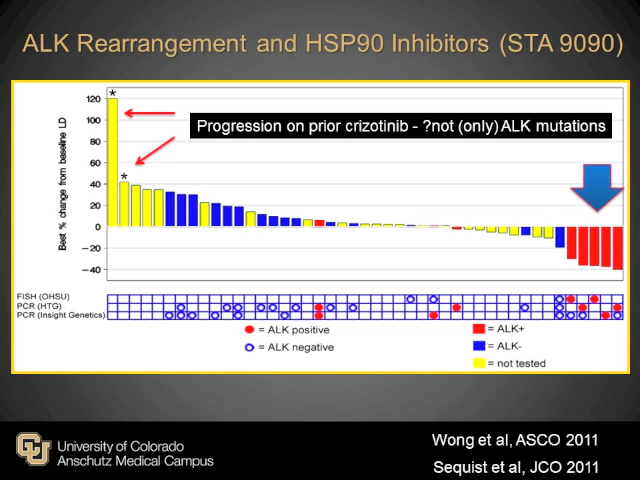 ALK Rearrangement and HSP90 Inhibitors (STA 9090)
Best % change from baseline LD
120
100
80
60
40
20
0
−20
−40
*
*
Progression on prior crizotinib - ?not (only) ALK mutations
FISH (OHSU)
PCR (HTG)
PCR (Insight Genetics)
= ALK positive
= ALK negative
= ALK+
= ALK-
= not tested
CU
University of Colorado
Anschutz Medical Campus
Wong et al, ASCO 2011
Sequist et al, JCO 2011